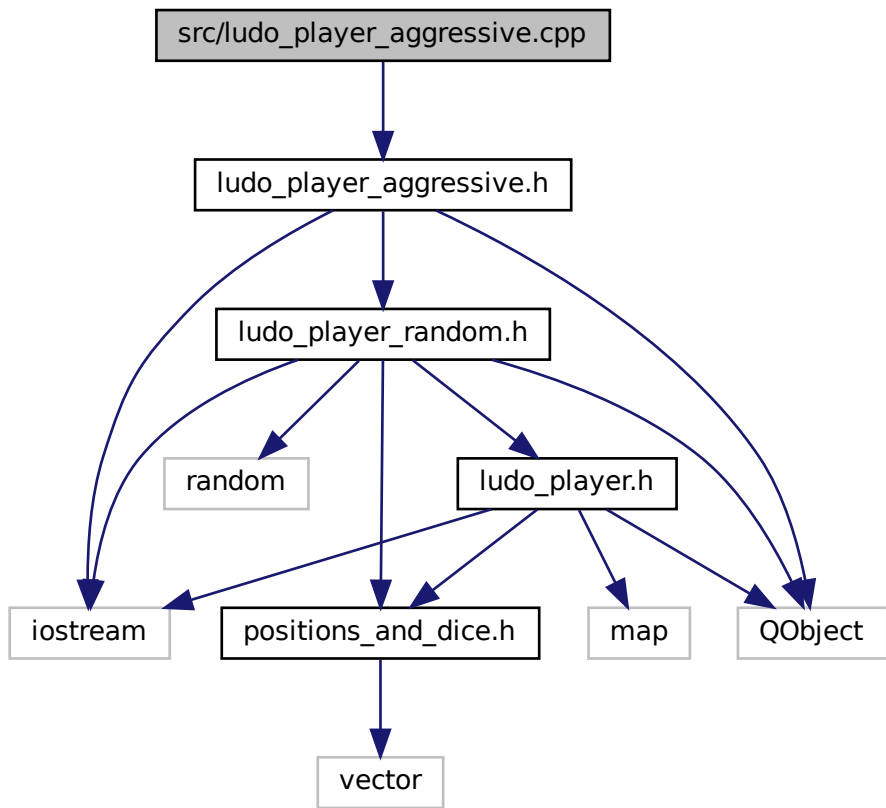 src/ludo_player_aggressive.cpp
ludo_player_aggressive.h
ludo_player_random.h
random
ludo_player.h
iostream
positions_and_dice.h
map
QObject
vector